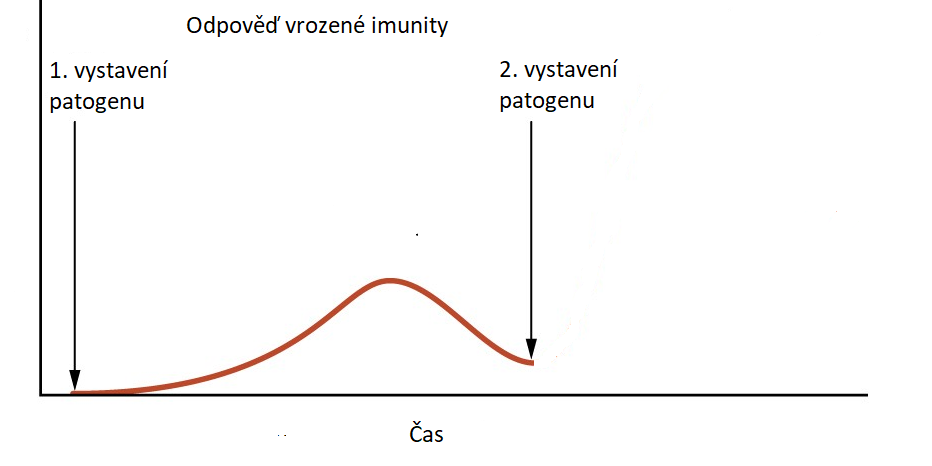 Odpověď vrozené imunity
1. vystavení
patogenu
2. vystavení
patogenu
Čas